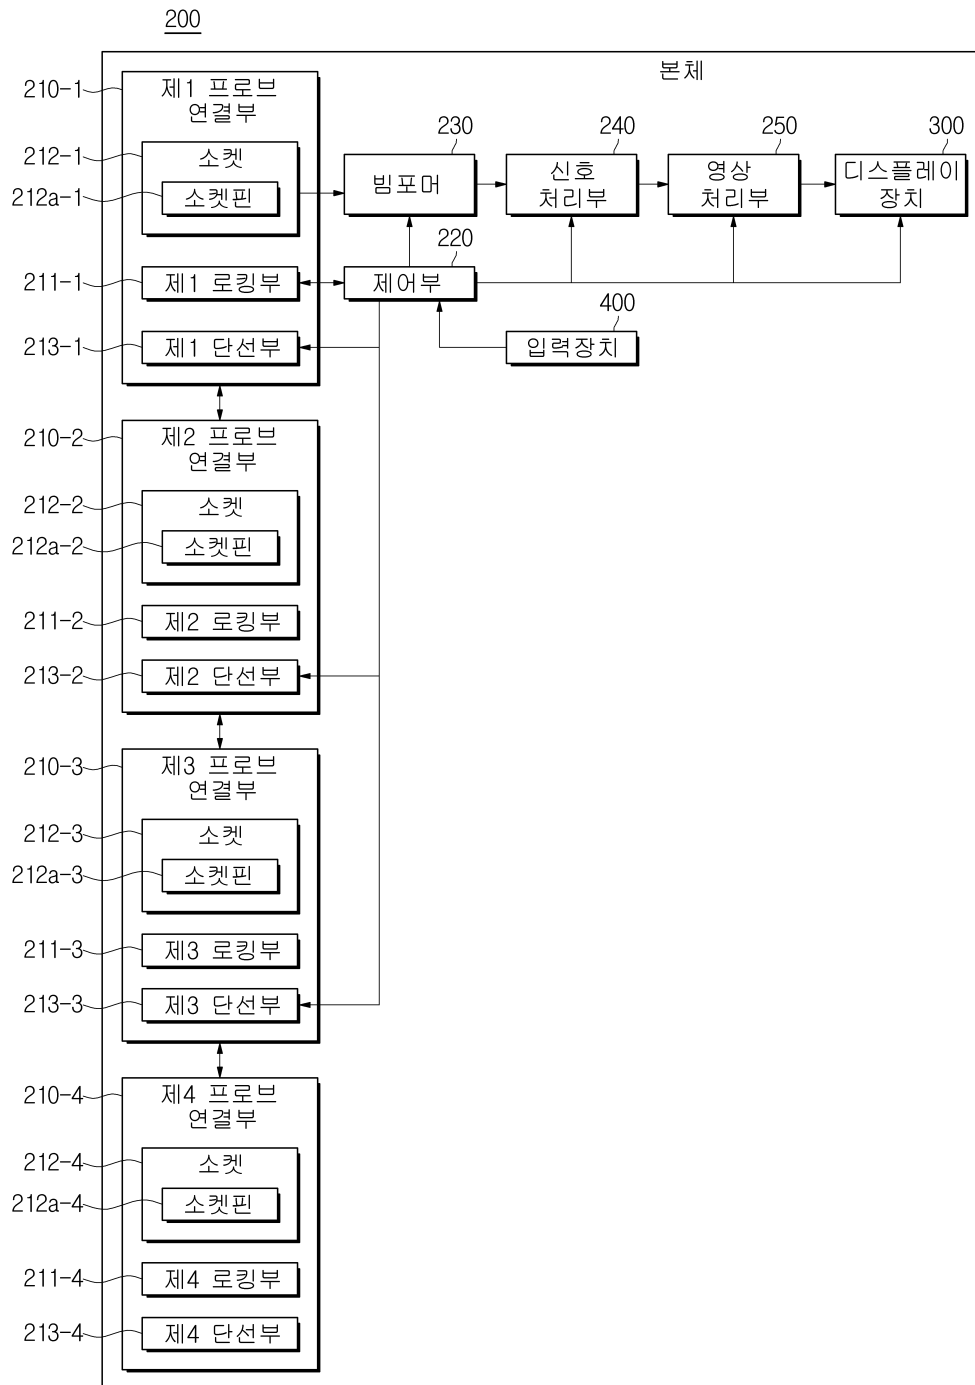 200
본체
210-1
제1 프로브
연결부
212-1
소켓
212a-1
소켓핀
211-1
제1 로킹부
213-1
제1 단선부
230
빔포머
240
신호
처리부
250
영상
처리부
300
디스플레이
장치
220
제어부
400
입력장치
210-2
제2 프로브
연결부
212-2
소켓
212a-2
소켓핀
211-2
제2 로킹부
213-2
제2 단선부
210-3
제3 프로브
연결부
212-3
소켓
212a-3
소켓핀
211-3
제3 로킹부
213-3
제3 단선부
210-4
제4 프로브
연결부
212-4
소켓
212a-4
소켓핀
211-4
제4 로킹부
213-4
제4 단선부